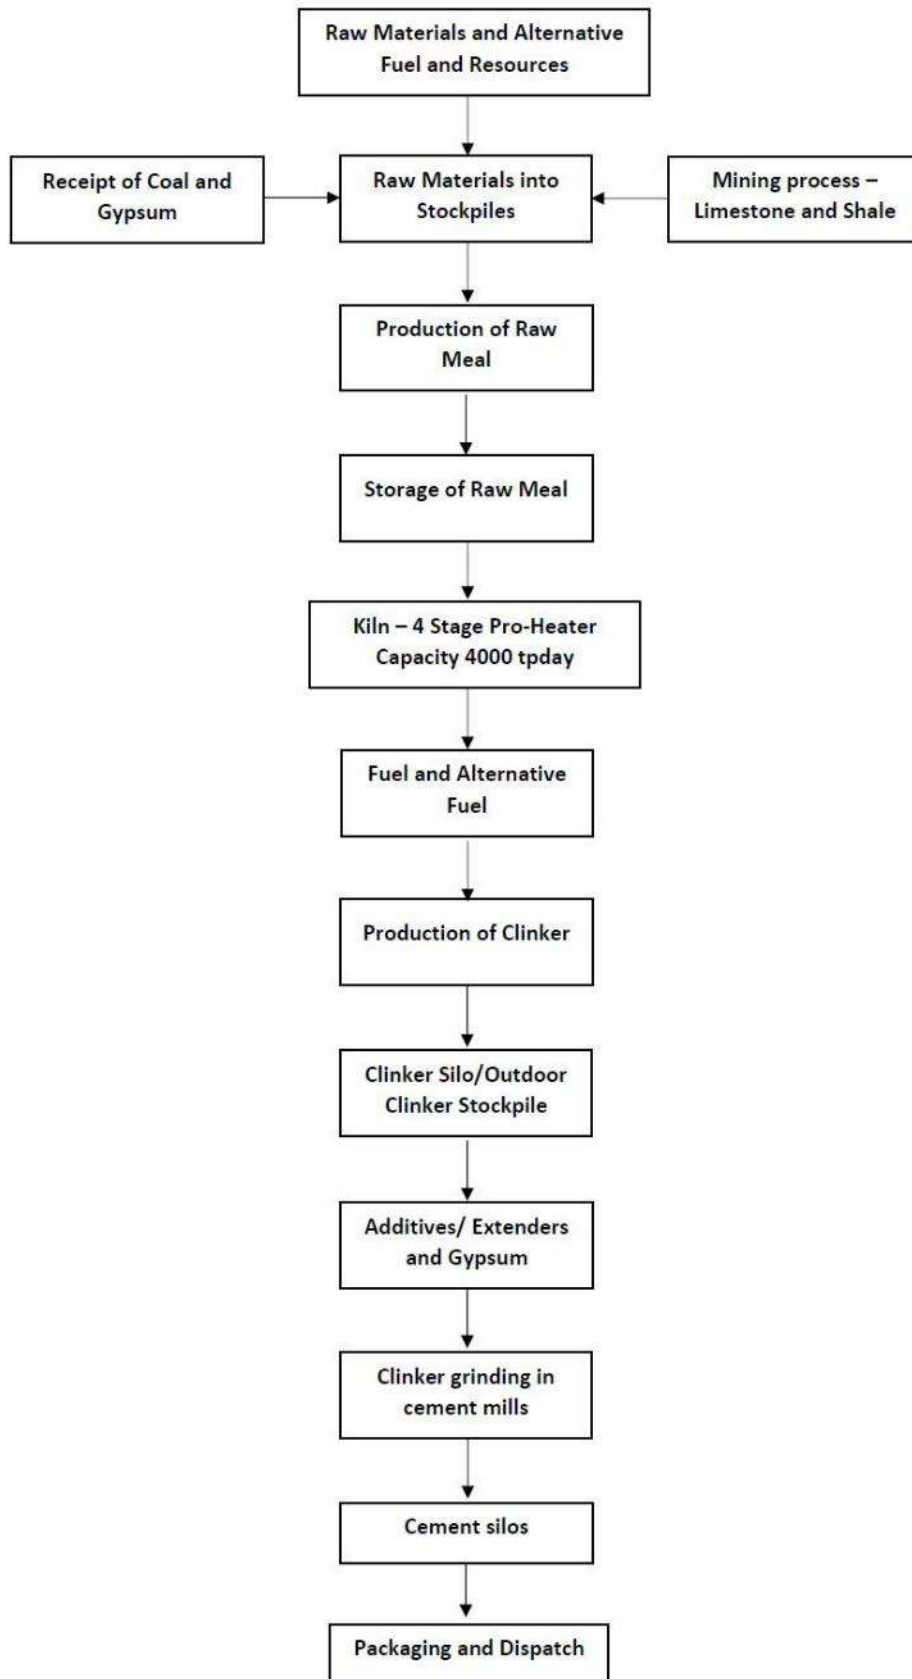 Raw Materials and Alternative
Fuel and Resources
Receipt of Coal and
Gypsum
Raw Materials into
Stockpiles
Mining process –
Limestone and Shale
Production of Raw
Meal
Storage of Raw Meal
Kiln – 4 Stage Pro-Heater
Capacity 4000 tpday
Fuel and Alternative
Fuel
Production of Clinker
Clinker Silo/Outdoor
Clinker Stockpile
Additives/ Extenders
and Gypsum
Clinker grinding in
cement mills
Cement silos
Packaging and Dispatch